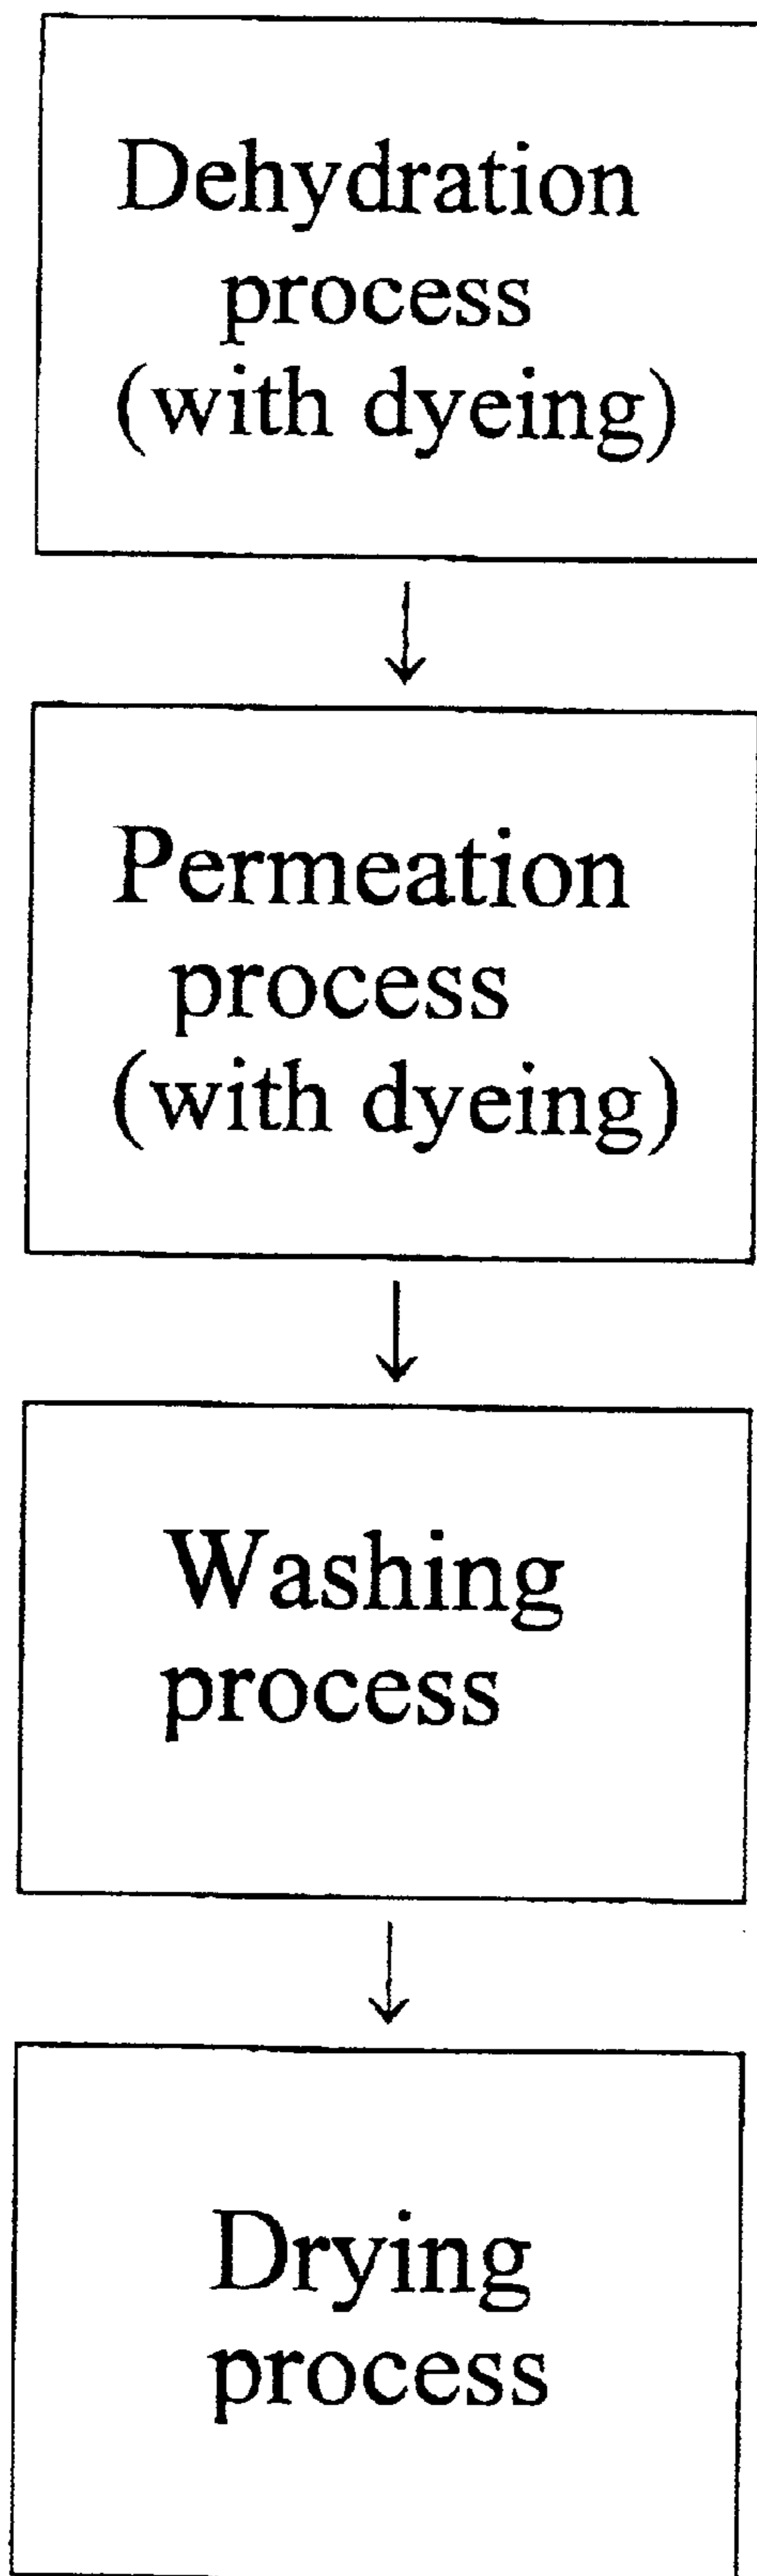 Dehydration
process
(with dyeing)
Permeation
process
(with dyeing)
Washing
process
Drying
process